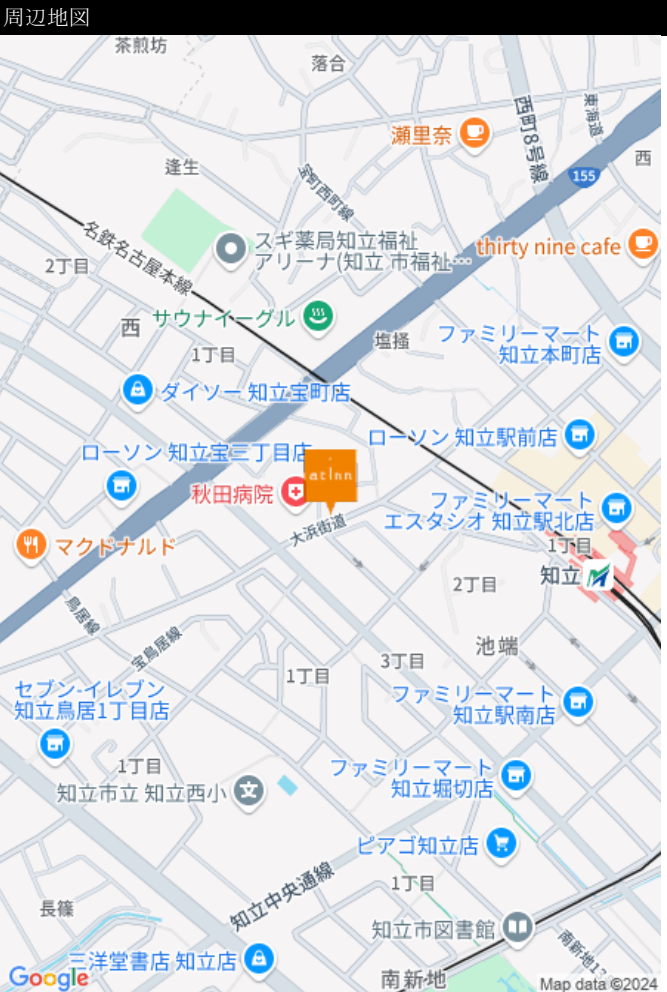 周辺地図
茶煎坊
落合
西町8号線
東海道
瀬里奈
西
155
逢生
宝町西町線
名鉄名古屋本線
スギ薬局知立福祉
アリーナ(知立 市福祉…
thirty nine cafe
2丁目
サウナイーグル
西
塩掻
ファミリーマート
知立本町店
1丁目
ダイソー 知立宝町店
ローソン 知立駅前店
ローソン 知立宝三丁目店
atInn
秋田病院
ファミリーマート
エスタシオ 知立駅北店
大浜街道
マクドナルド
1丁目
知立
2丁目
鳥居線
宝鳥居線
池端
3丁目
1丁目
セブン-イレブン
知立鳥居1丁目店
ファミリーマート
知立駅南店
1丁目
ファミリーマート
知立堀切店
知立市立 知立西小
ピアゴ知立店
1丁目
知立中央通線
長篠
知立市図書館
三洋堂書店 知立店
南新地
Google
Map data ©2024